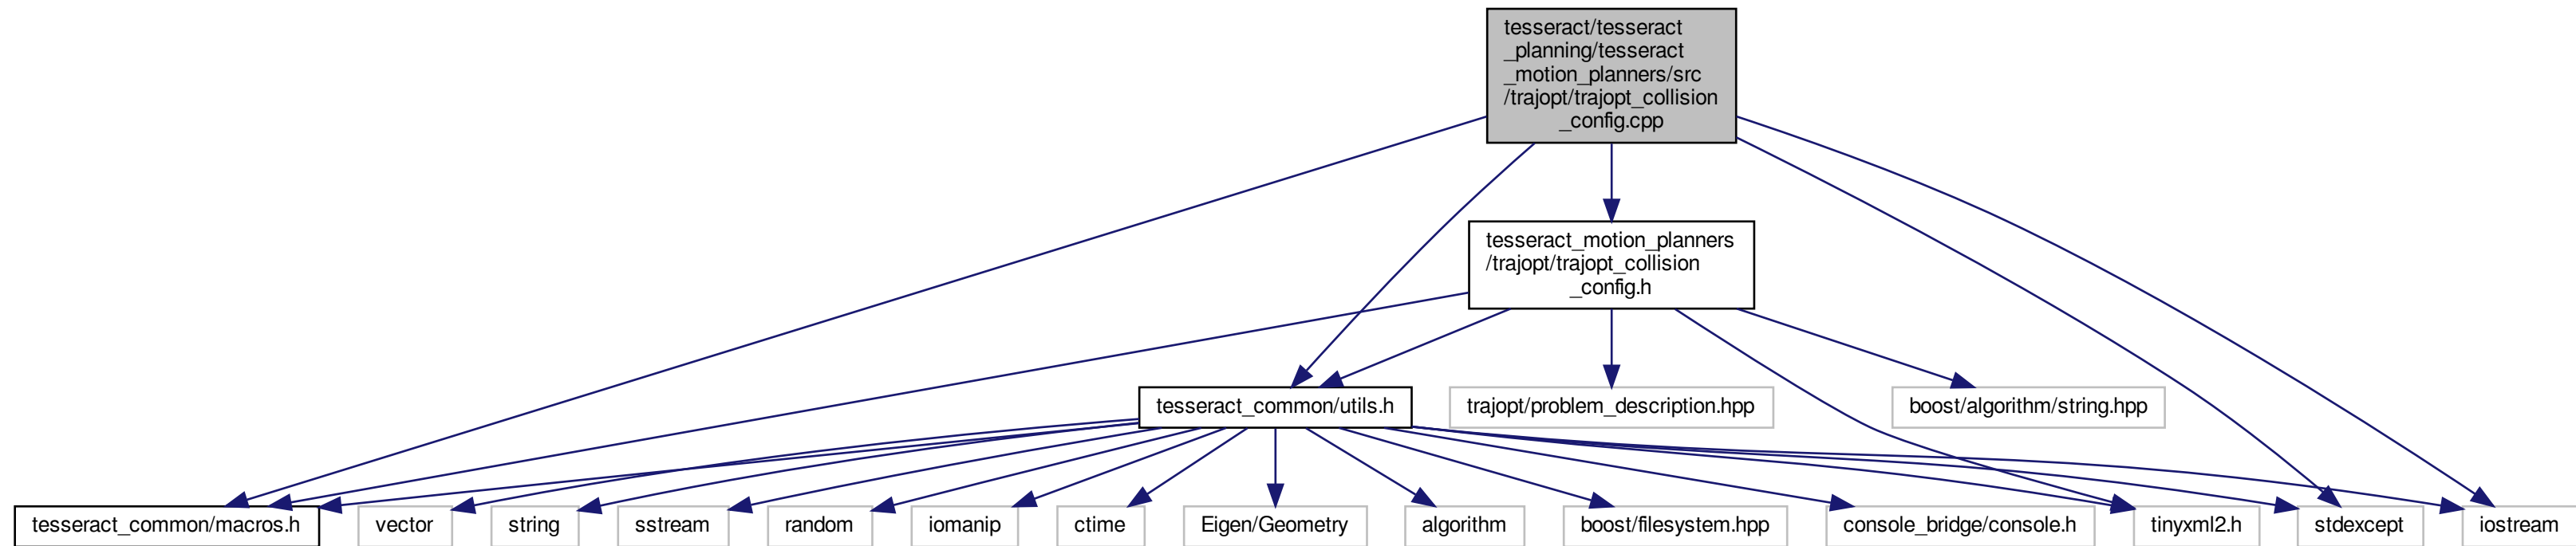 tesseract/tesseract
_planning/tesseract
_motion_planners/src
/trajopt/trajopt_collision
_config.cpp
tesseract_motion_planners
/trajopt/trajopt_collision
_config.h
tesseract_common/utils.h
trajopt/problem_description.hpp
boost/algorithm/string.hpp
tesseract_common/macros.h
vector
string
sstream
random
iomanip
ctime
Eigen/Geometry
algorithm
boost/filesystem.hpp
console_bridge/console.h
tinyxml2.h
stdexcept
iostream